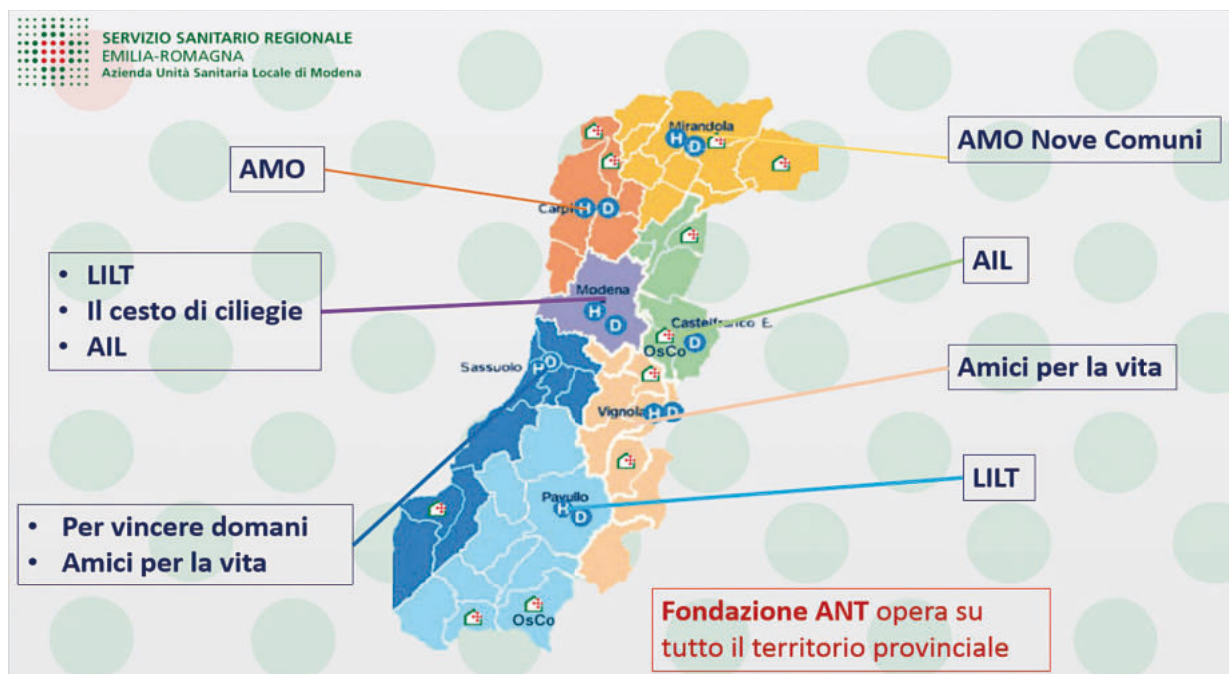 SERVIZIO SANITARIO REGIONALE
EMILIA-ROMAGNA
Azienda Unità Sanitaria Locale di Modena
Mirandola
H
D
AMO Nove Comuni
AMO
Carpi
H
D
• LILT
• Il cesto di ciliegie
• AIL
Modena
H
D
AIL
Castelfranco E.
OsCo
D
Sassuolo
H
D
Amici per la vita
Vignola
H
D
LILT
Pavullo
H
D
• Per vincere domani
• Amici per la vita
OsCo
Fondazione ANT opera su
tutto il territorio provinciale